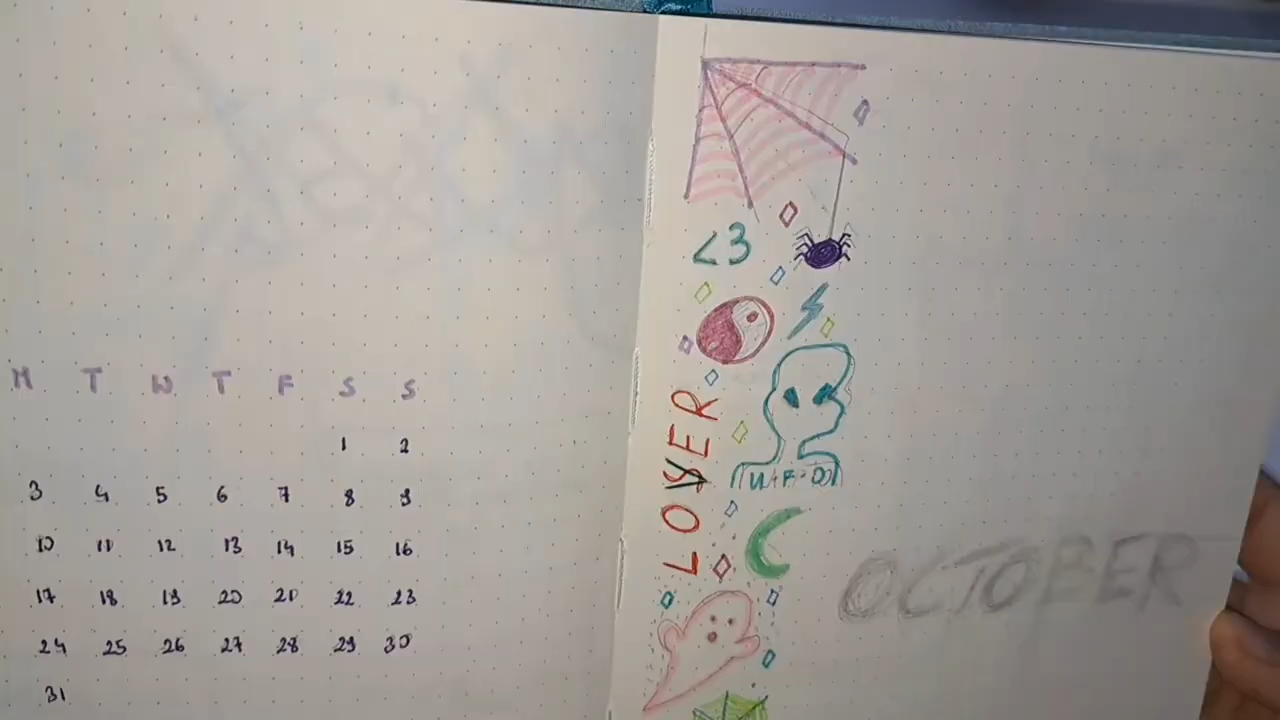 M T W T F S S
1 2
3 4 5 6 7 8 9
10 11 12 13 14 15 16
17 18 19 20 21 22 23
24 25 26 27 28 29 30
31
<3
LOVER
OCTOBER